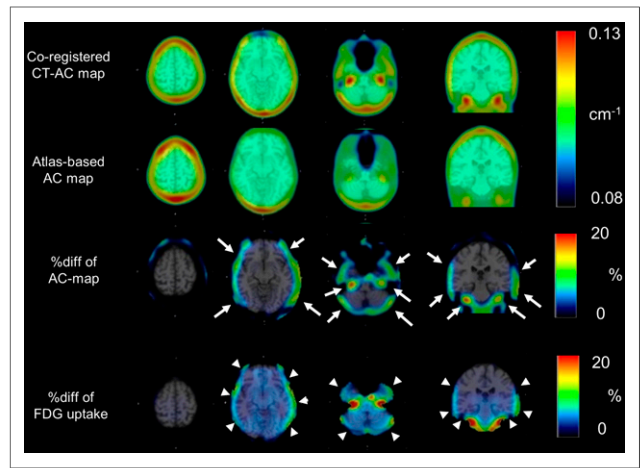 Co-registered
CT-AC map
0.13
cm-1
0.08
Atlas-based
AC map
%diff of
AC-map
20
%
0
%diff of
FDG uptake
20
%
0